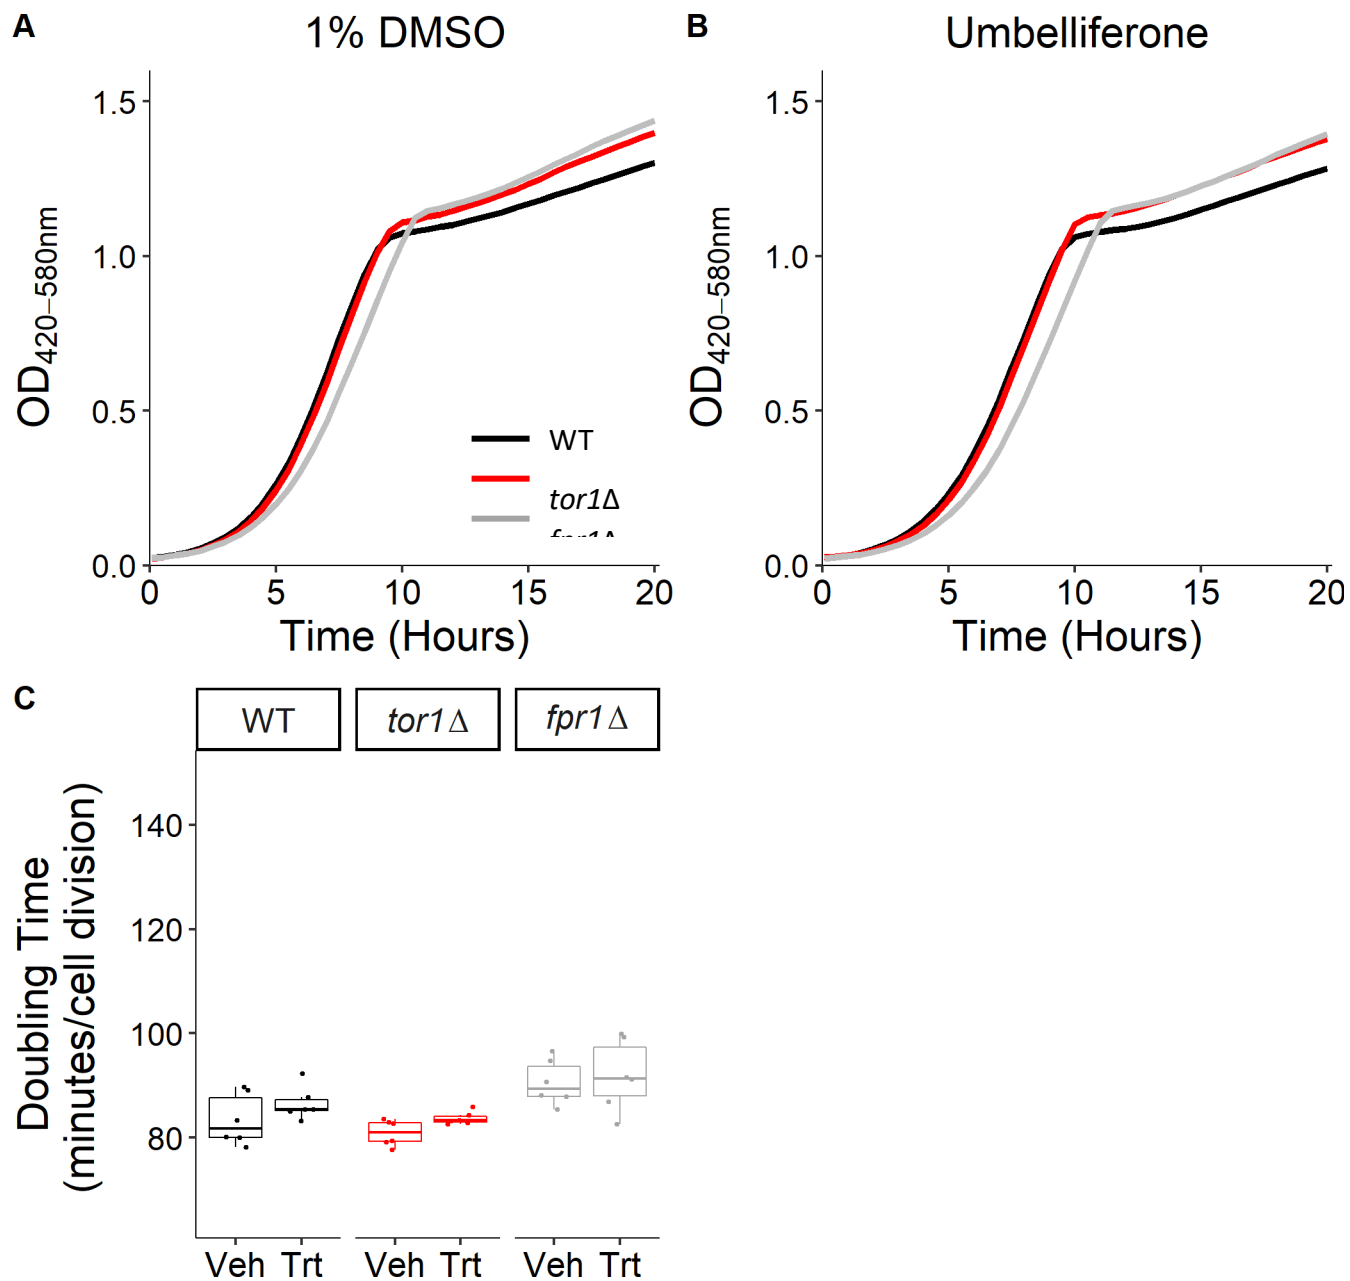 A
1% DMSO
B
Umbelliferone
1.5
1.0
0.5
0.0
OD420−580nm
WT
tor1Δ
fpr1Δ
0
5
10
15
20
Time (Hours)
1.5
1.0
0.5
0.0
OD420−580nm
0
5
10
15
20
Time (Hours)
C
WT
tor1Δ
fpr1Δ
140
120
100
80
Doubling Time
(minutes/cell division)
Veh Trt
Veh Trt
Veh Trt